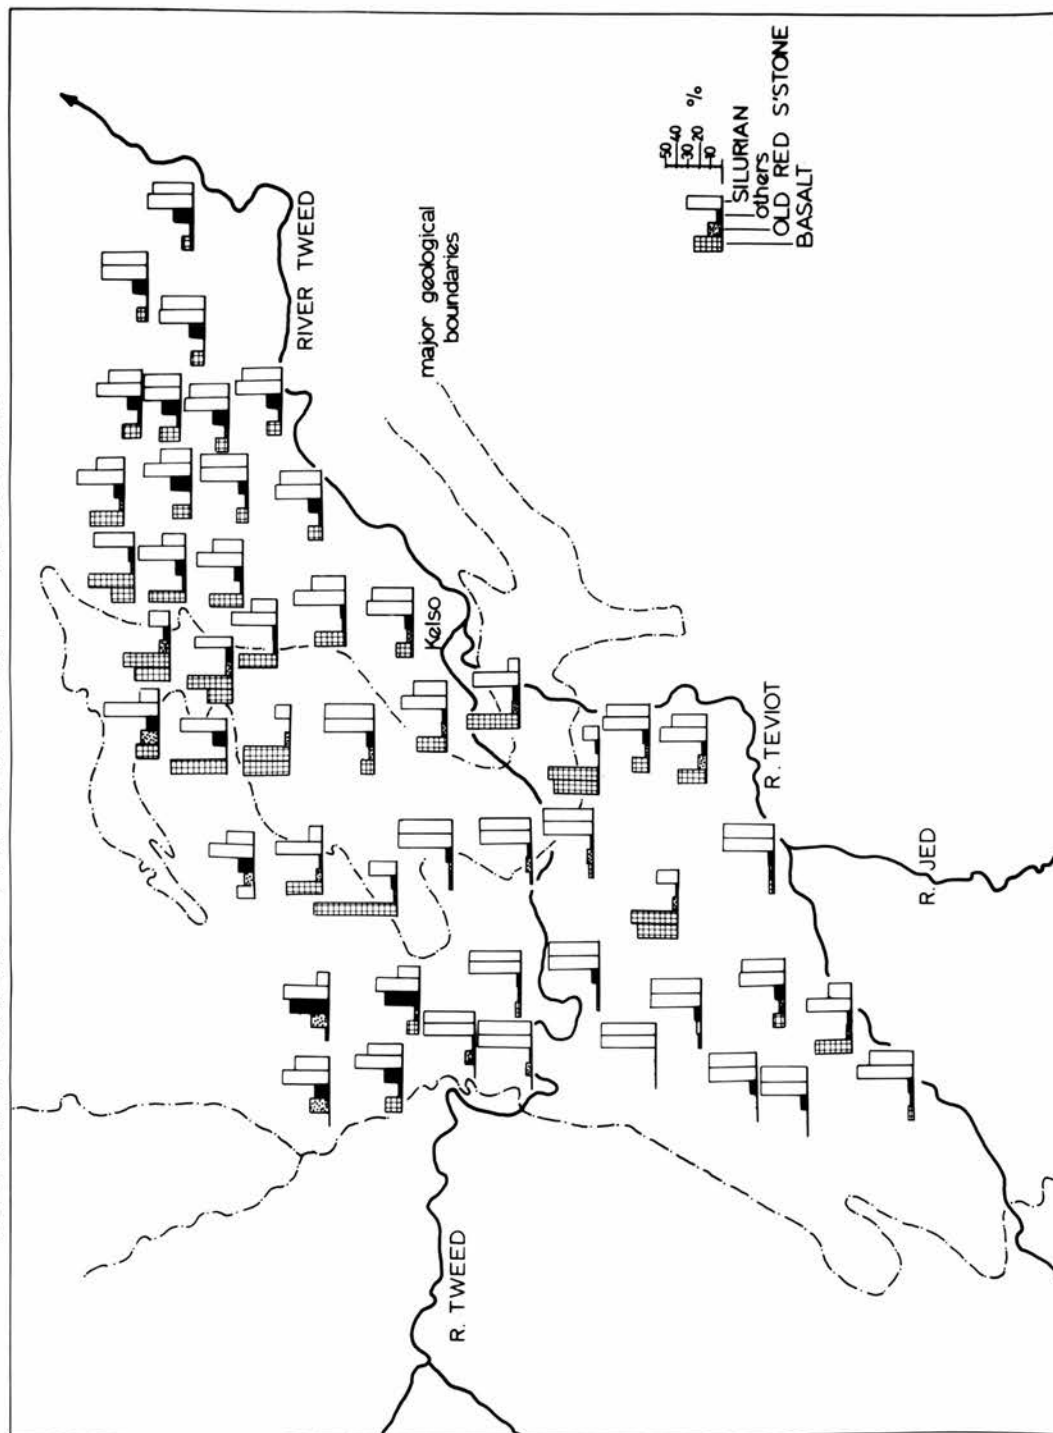 RIVER TWEED
major geological
boundaries
Kelso
R. TEVIOT
R. JED
R. TWEED
50
40
30
20
10
%
SILURIAN
others
OLD RED S'STONE
BASALT